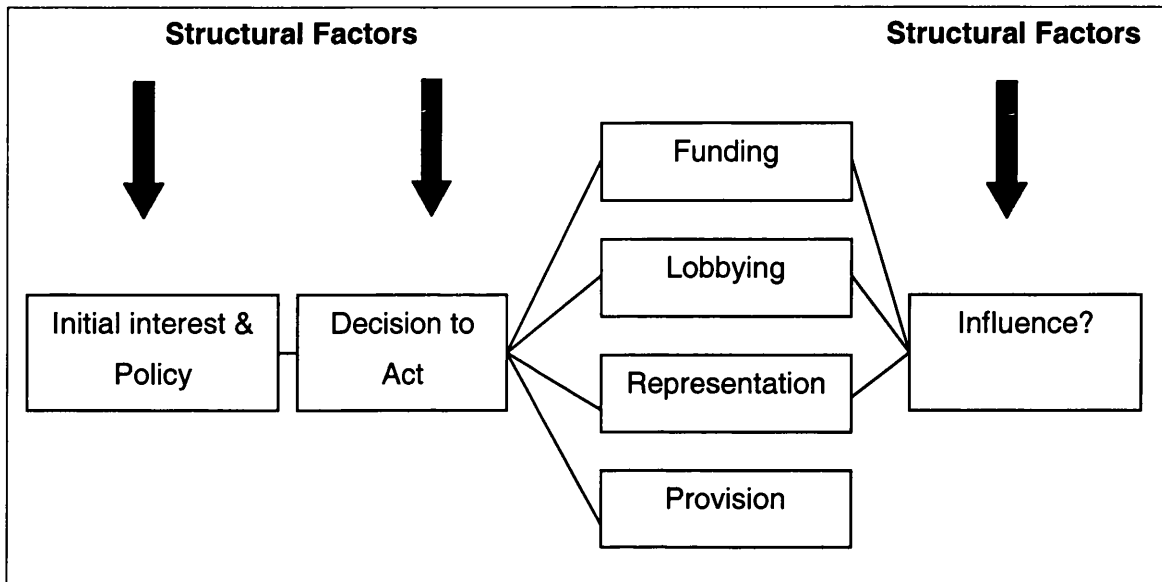 Structural Factors
Structural Factors
Funding
Lobbying
Initial interest &
Policy
Decision to
Act
Representation
Provision
Influence?